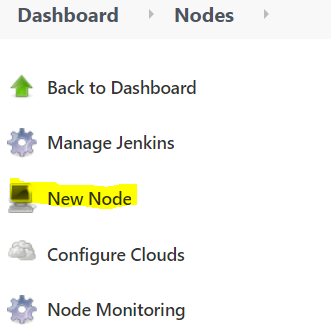 Dashboard Nodes
Back to Dashboard
Manage Jenkins
New Node
Configure Clouds
Node Monitoring